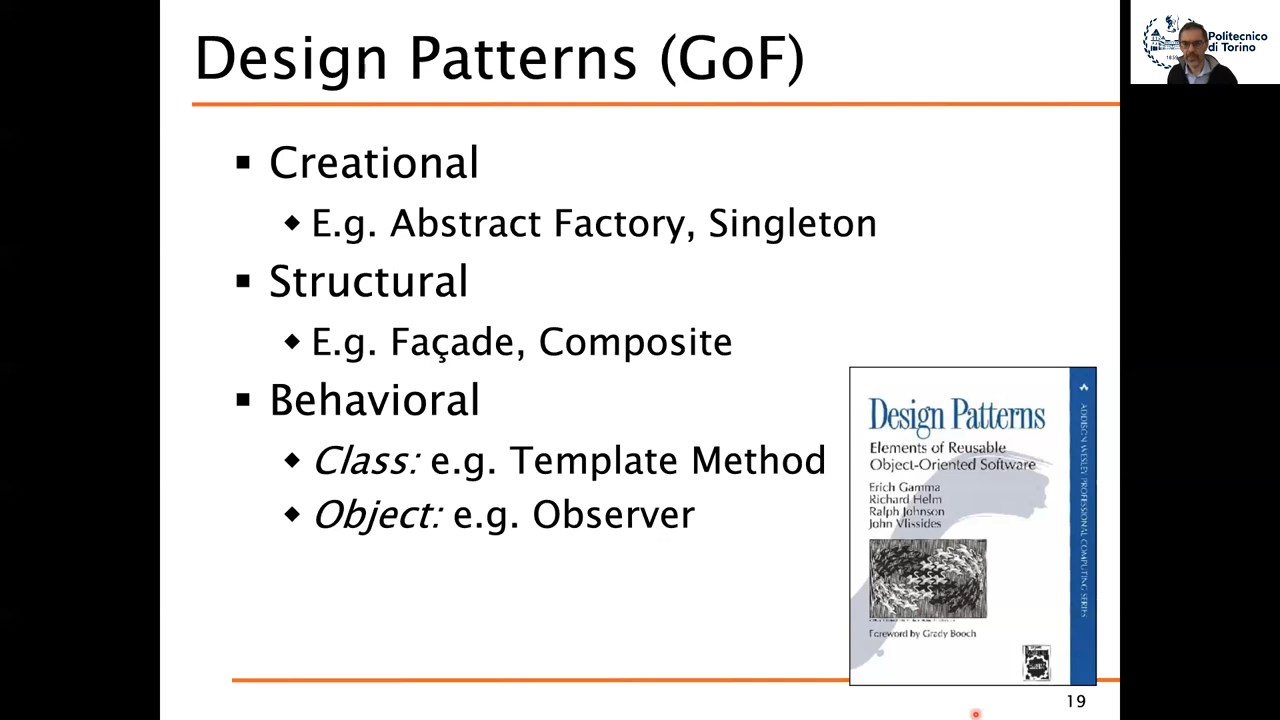 Design Patterns (GoF)
Politecnico
di Torino
▪ Creational
◆ E.g. Abstract Factory, Singleton
▪ Structural
◆ E.g. Façade, Composite
▪ Behavioral
◆ Class: e.g. Template Method
◆ Object: e.g. Observer
Design Patterns
Elements of Reusable
Object-Oriented Software
Erich Gamma
Richard Helm
Ralph Johnson
John Vlissides
Foreword by Grady Booch
ADDISON WESLEY PROFESSIONAL COMPUTING SERIES
19